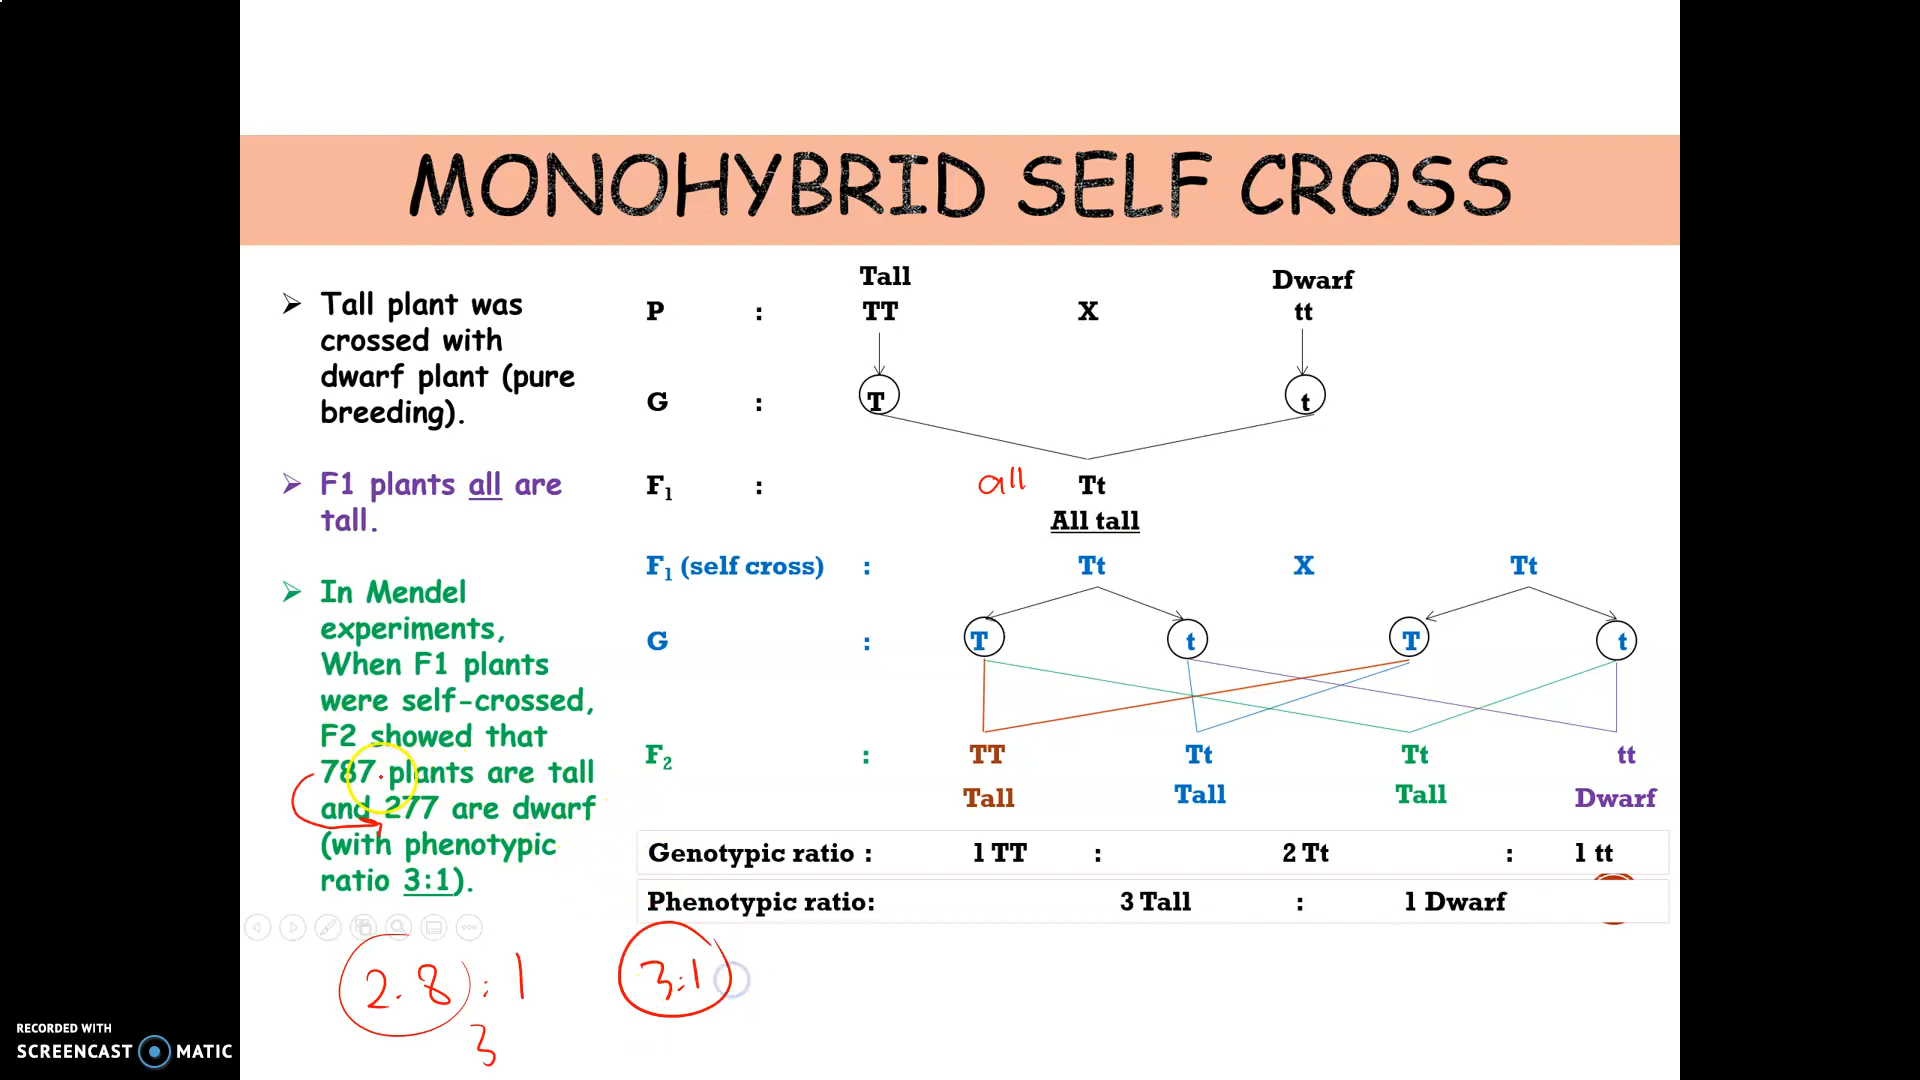 MONOHYBRID SELF CROSS
➢ Tall plant was
crossed with
dwarf plant (pure
breeding).
➢ F1 plants all are
tall.
➢ In Mendel
experiments,
When F1 plants
were self-crossed,
F2 showed that
787 plants are tall
and 277 are dwarf
(with phenotypic
ratio 3:1).
Tall Dwarf
P : TT X tt
G : T t
F₁ : all Tt
All tall
F₁ (self cross) : Tt X Tt
G : T t T t
F₂ : TT Tt Tt tt
Tall Tall Tall Dwarf
Genotypic ratio : 1 TT : 2 Tt : 1 tt
Phenotypic ratio: 3 Tall : 1 Dwarf
2.8 : 1 3:1
3
RECORDED WITH
SCREENCAST MATIC